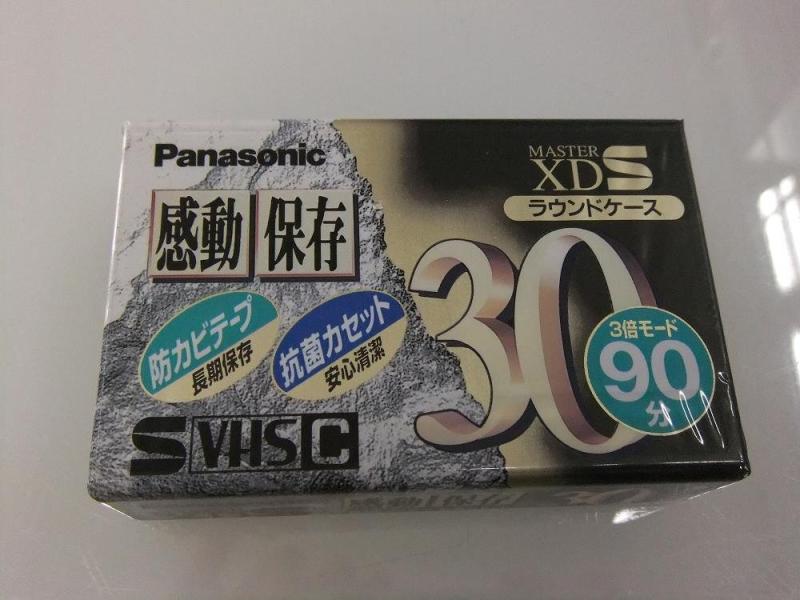 Panasonic
MASTER
XD S
ラウンドケース
感動 保存
30
防カビテープ
長期保存
抗菌カセット
安心清潔
3倍モード
90
分
S VHS C